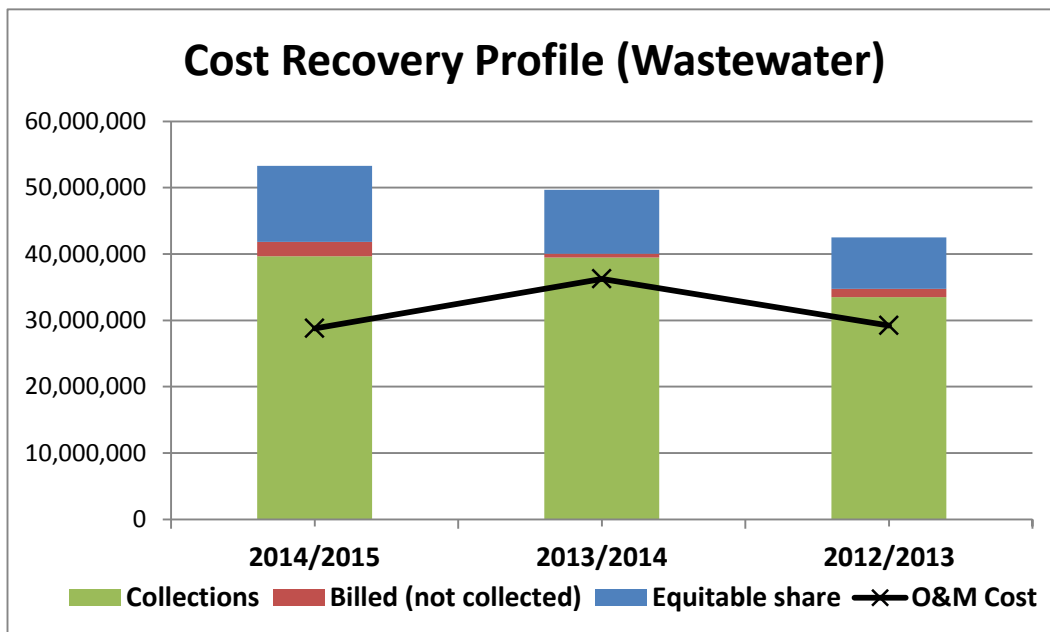 Cost Recovery Profile (Wastewater)
60,000,000
50,000,000
40,000,000
30,000,000
20,000,000
10,000,000
0
2014/2015 2013/2014 2012/2013
Collections Billed (not collected) Equitable share O&M Cost